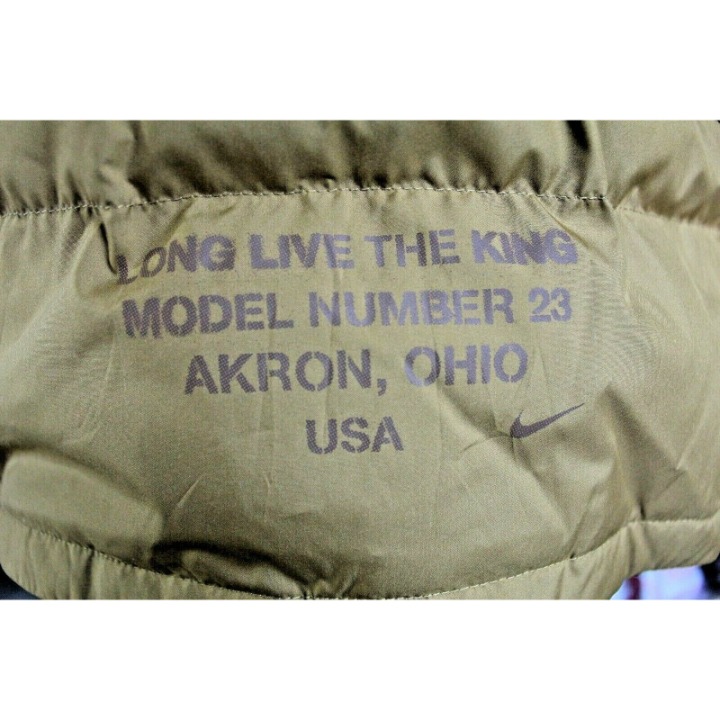 LONG LIVE THE KING
MODEL NUMBER 23
AKRON, OHIO
USA